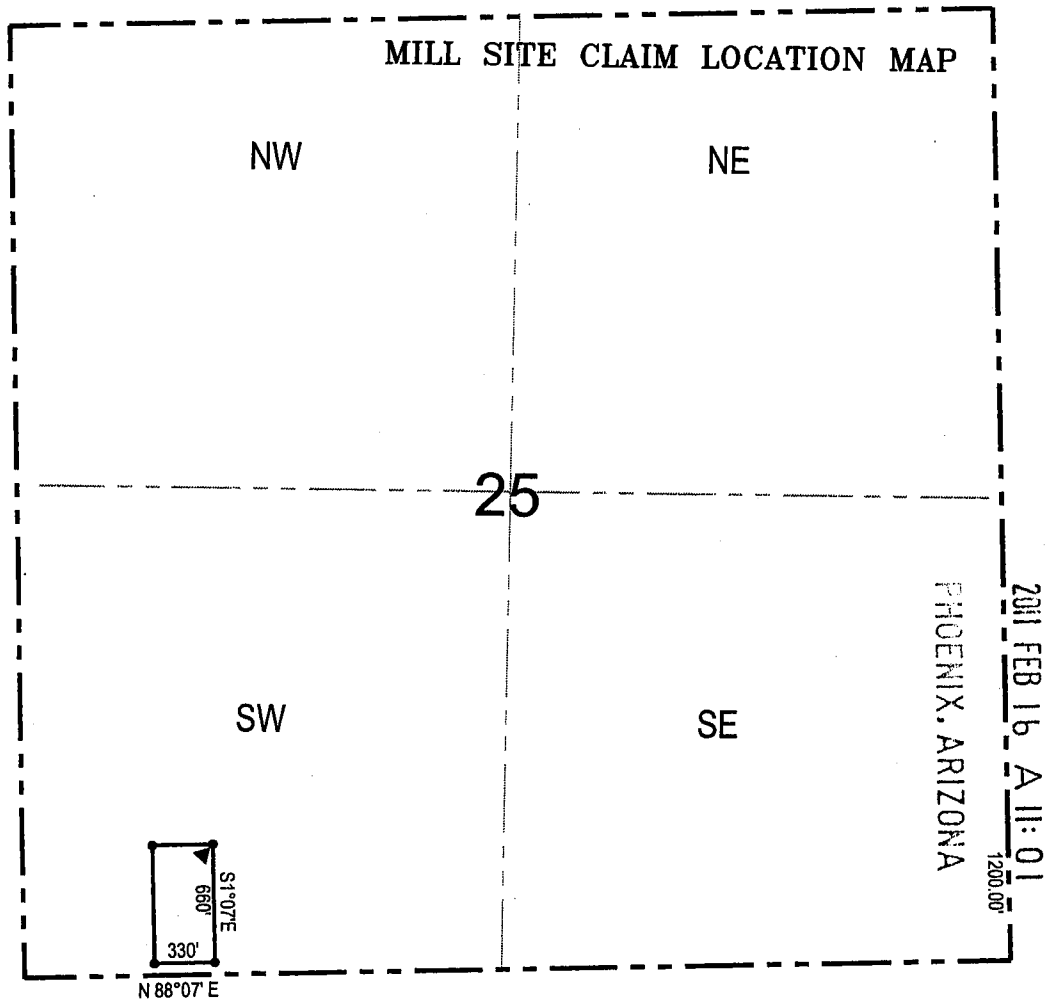 MILL SITE CLAIM LOCATION MAP
NW
NE
25
2011 FEB 16 A 11:01
PHOENIX, ARIZONA
SW
SE
1200.00'
S1°07'E
660'
330'
N 88°07' E